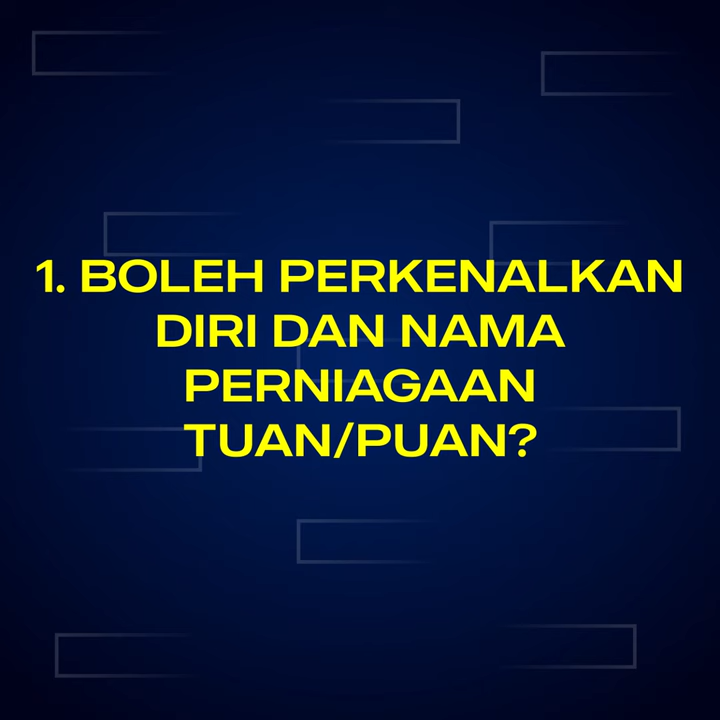 1. BOLEH PERKENALKAN
DIRI DAN NAMA
PERNIAGAAN
TUAN/PUAN?